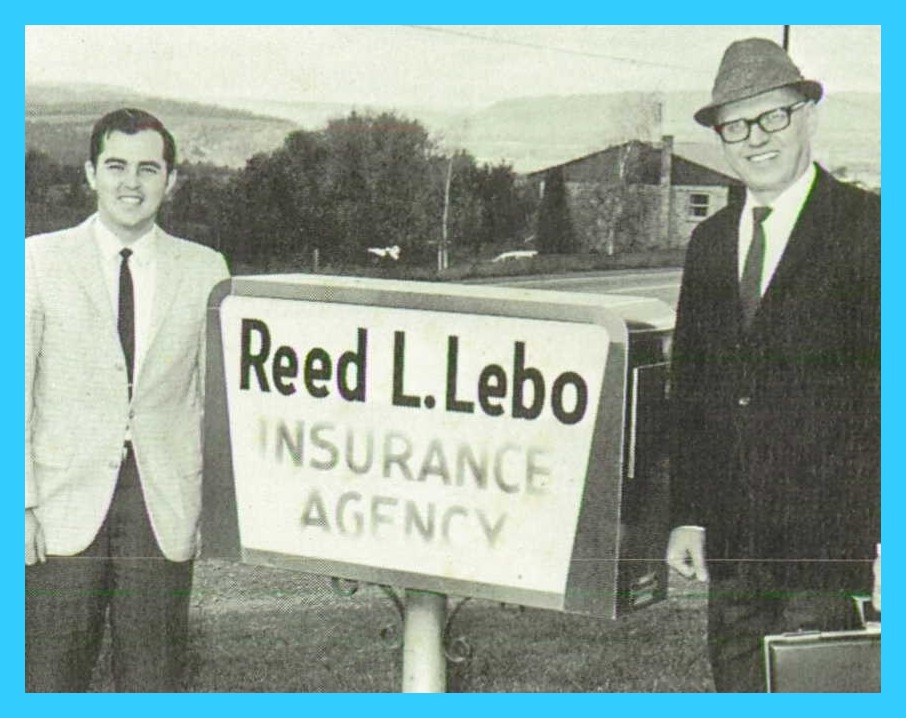 Reed L. Lebo
INSURANCE
AGENCY